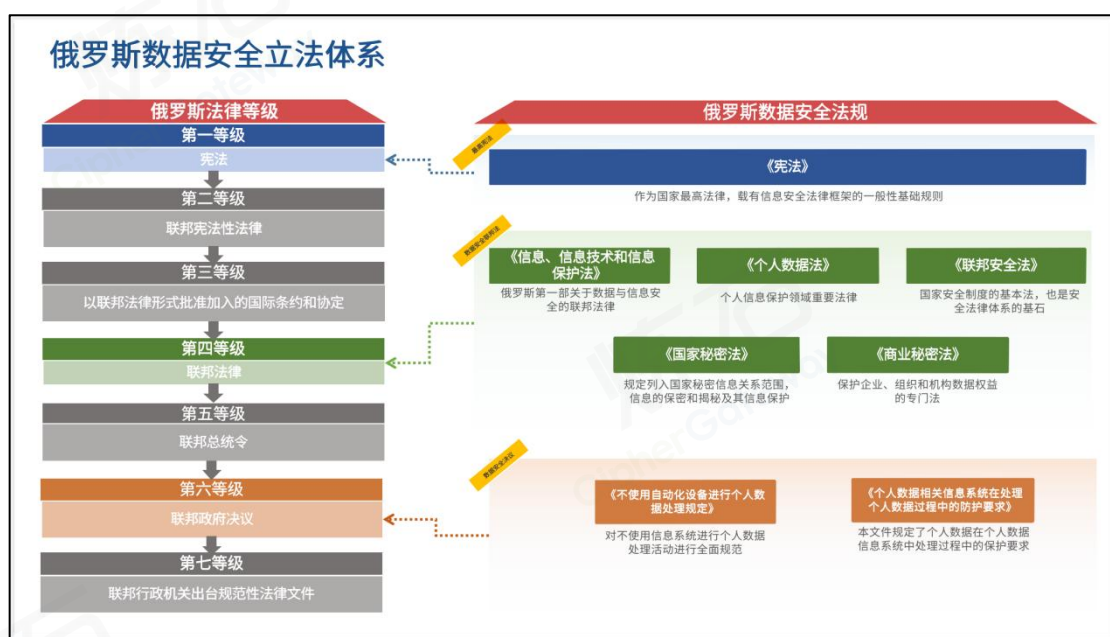 俄罗斯数据安全立法体系
俄罗斯法律等级
第一等级
宪法
第二等级
联邦宪法性法律
第三等级
以联邦法律形式批准加入的国际条约和协定
第四等级
联邦法律
第五等级
联邦总统令
第六等级
联邦政府决议
第七等级
联邦行政机关出台规范性法律文件
俄罗斯数据安全法规
最高宪法
《宪法》
作为国家最高法律，载有信息安全法律框架的一般性基础规则
数据安全联邦法
《信息、信息技术和信息
保护法》
俄罗斯第一部关于数据与信息安
全的联邦法律
《个人数据法》
个人信息保护领域重要法律
《联邦安全法》
国家安全制度的基本法，也是安
全法律体系的基石
《国家秘密法》
规定列入国家秘密信息关系范围，
信息的保密和揭秘及其信息保护
《商业秘密法》
保护企业、组织和机构数据权益
的专门法
数据安全决议
《不使用自动化设备进行个人数
据处理规定》
对不使用信息系统进行个人数据
处理活动进行全面规范
《个人数据相关信息系统在处理
个人数据过程中的防护要求》
本文件规定了个人数据在个人数据
信息系统中处理过程中的保护要求